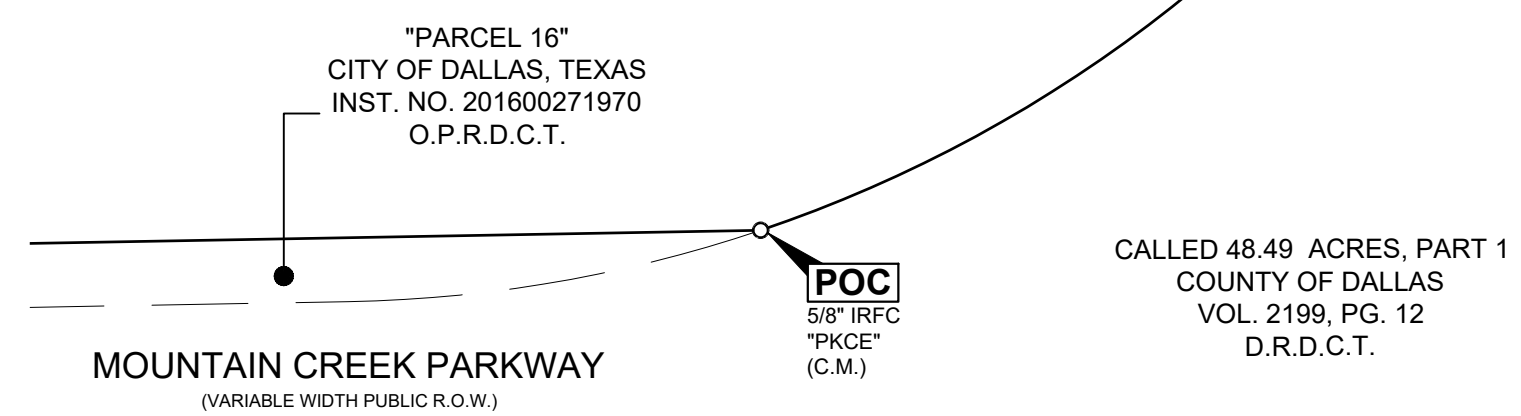 "PARCEL 16"
CITY OF DALLAS, TEXAS
INST. NO. 201600271970
O.P.R.D.C.T.
POC
5/8" IRFC
"PKCE"
(C.M.)
CALLED 48.49 ACRES, PART 1
COUNTY OF DALLAS
VOL. 2199, PG. 12
D.R.D.C.T.
MOUNTAIN CREEK PARKWAY
(VARIABLE WIDTH PUBLIC R.O.W.)